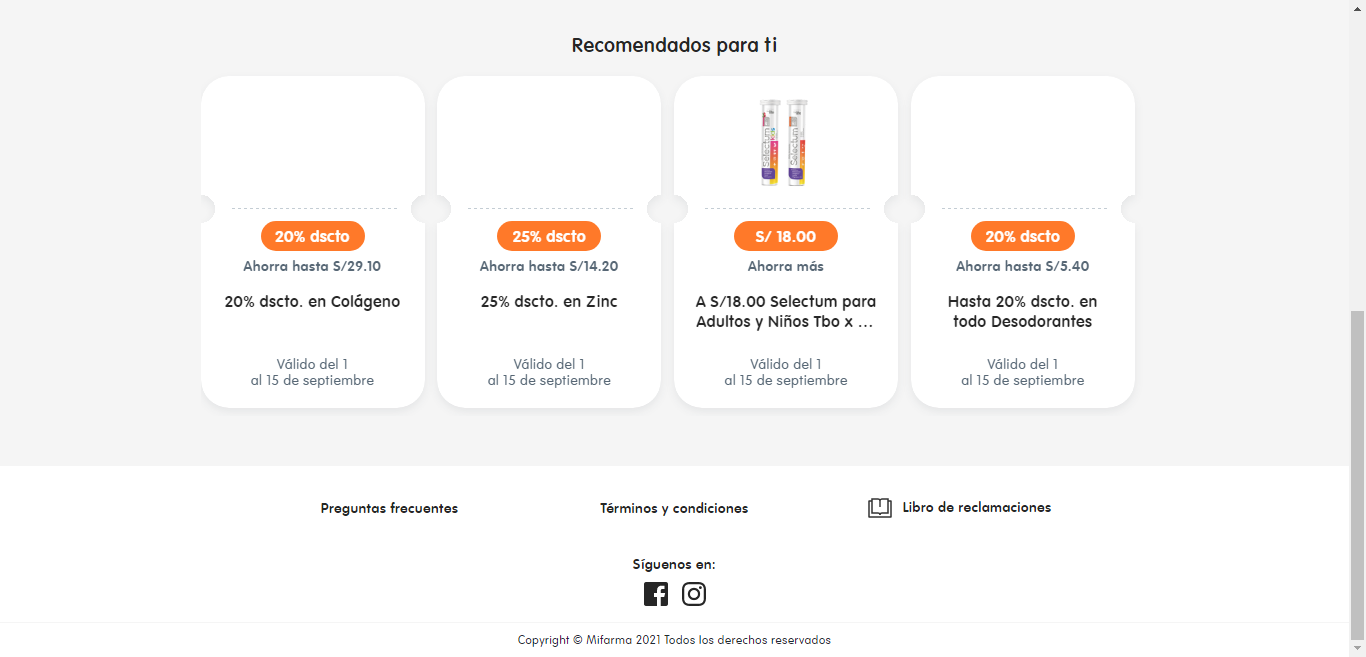 Recomendados para ti
20% dscto
Ahorra hasta S/29.10
20% dscto. en Colágeno
Válido del 1
al 15 de septiembre
25% dscto
Ahorra hasta S/14.20
25% dscto. en Zinc
Válido del 1
al 15 de septiembre
Selectum
Selectum
S/ 18.00
Ahorra más
A S/18.00 Selectum para
Adultos y Niños Tbo x ...
Válido del 1
al 15 de septiembre
20% dscto
Ahorra hasta S/5.40
Hasta 20% dscto. en
todo Desodorantes
Válido del 1
al 15 de septiembre
Preguntas frecuentes
Términos y condiciones
Libro de reclamaciones
Síguenos en:
Copyright © Mifarma 2021 Todos los derechos reservados